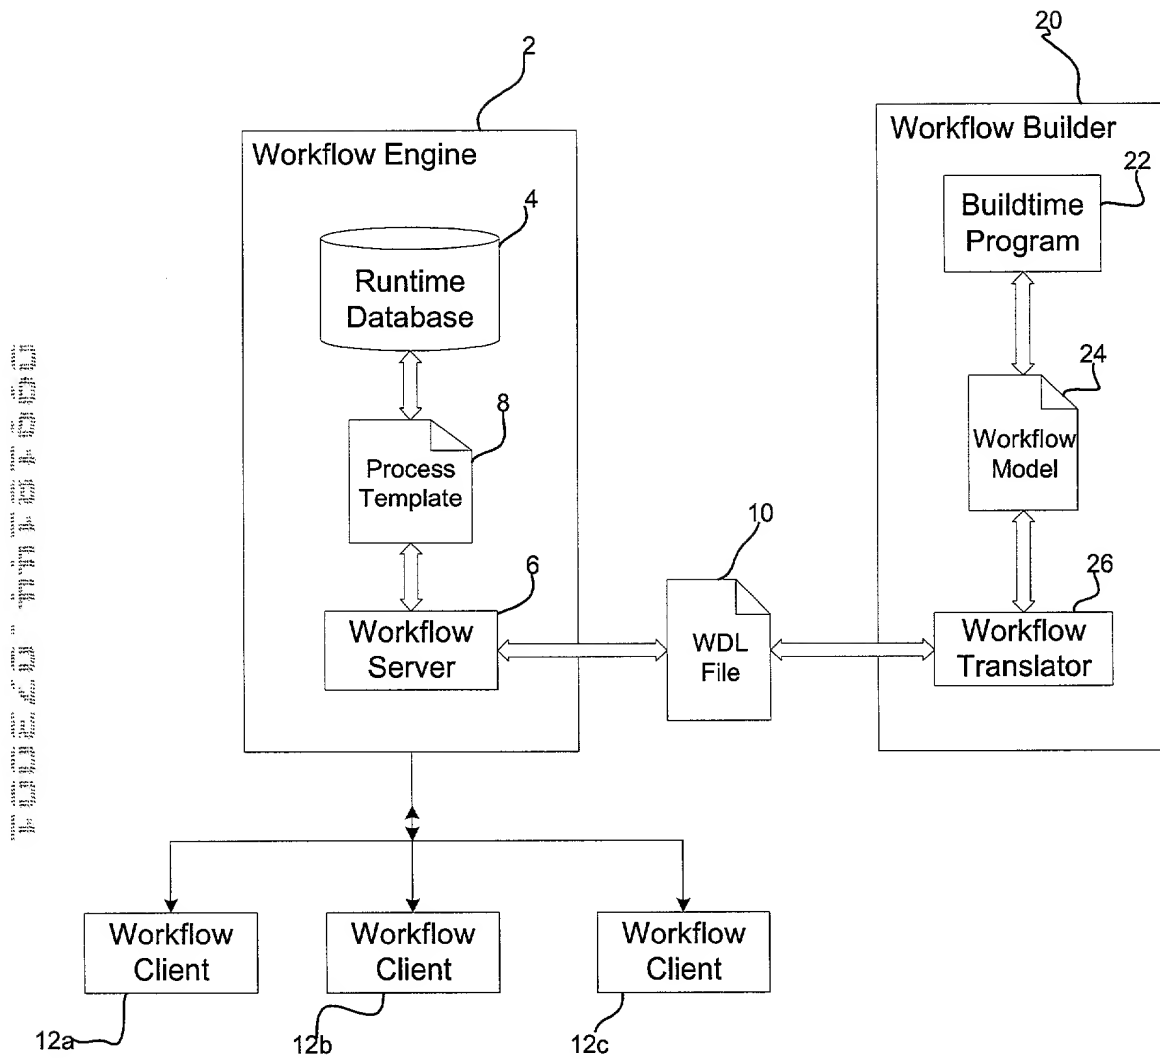 20
2
Workflow Builder
Workflow Engine
22
4
Buildtime
Program
Runtime
Database
24
8
Workflow
Model
Process
Template
10
6
26
Workflow
Server
WDL
File
Workflow
Translator
Workflow
Client
Workflow
Client
Workflow
Client
12a
12b
12c